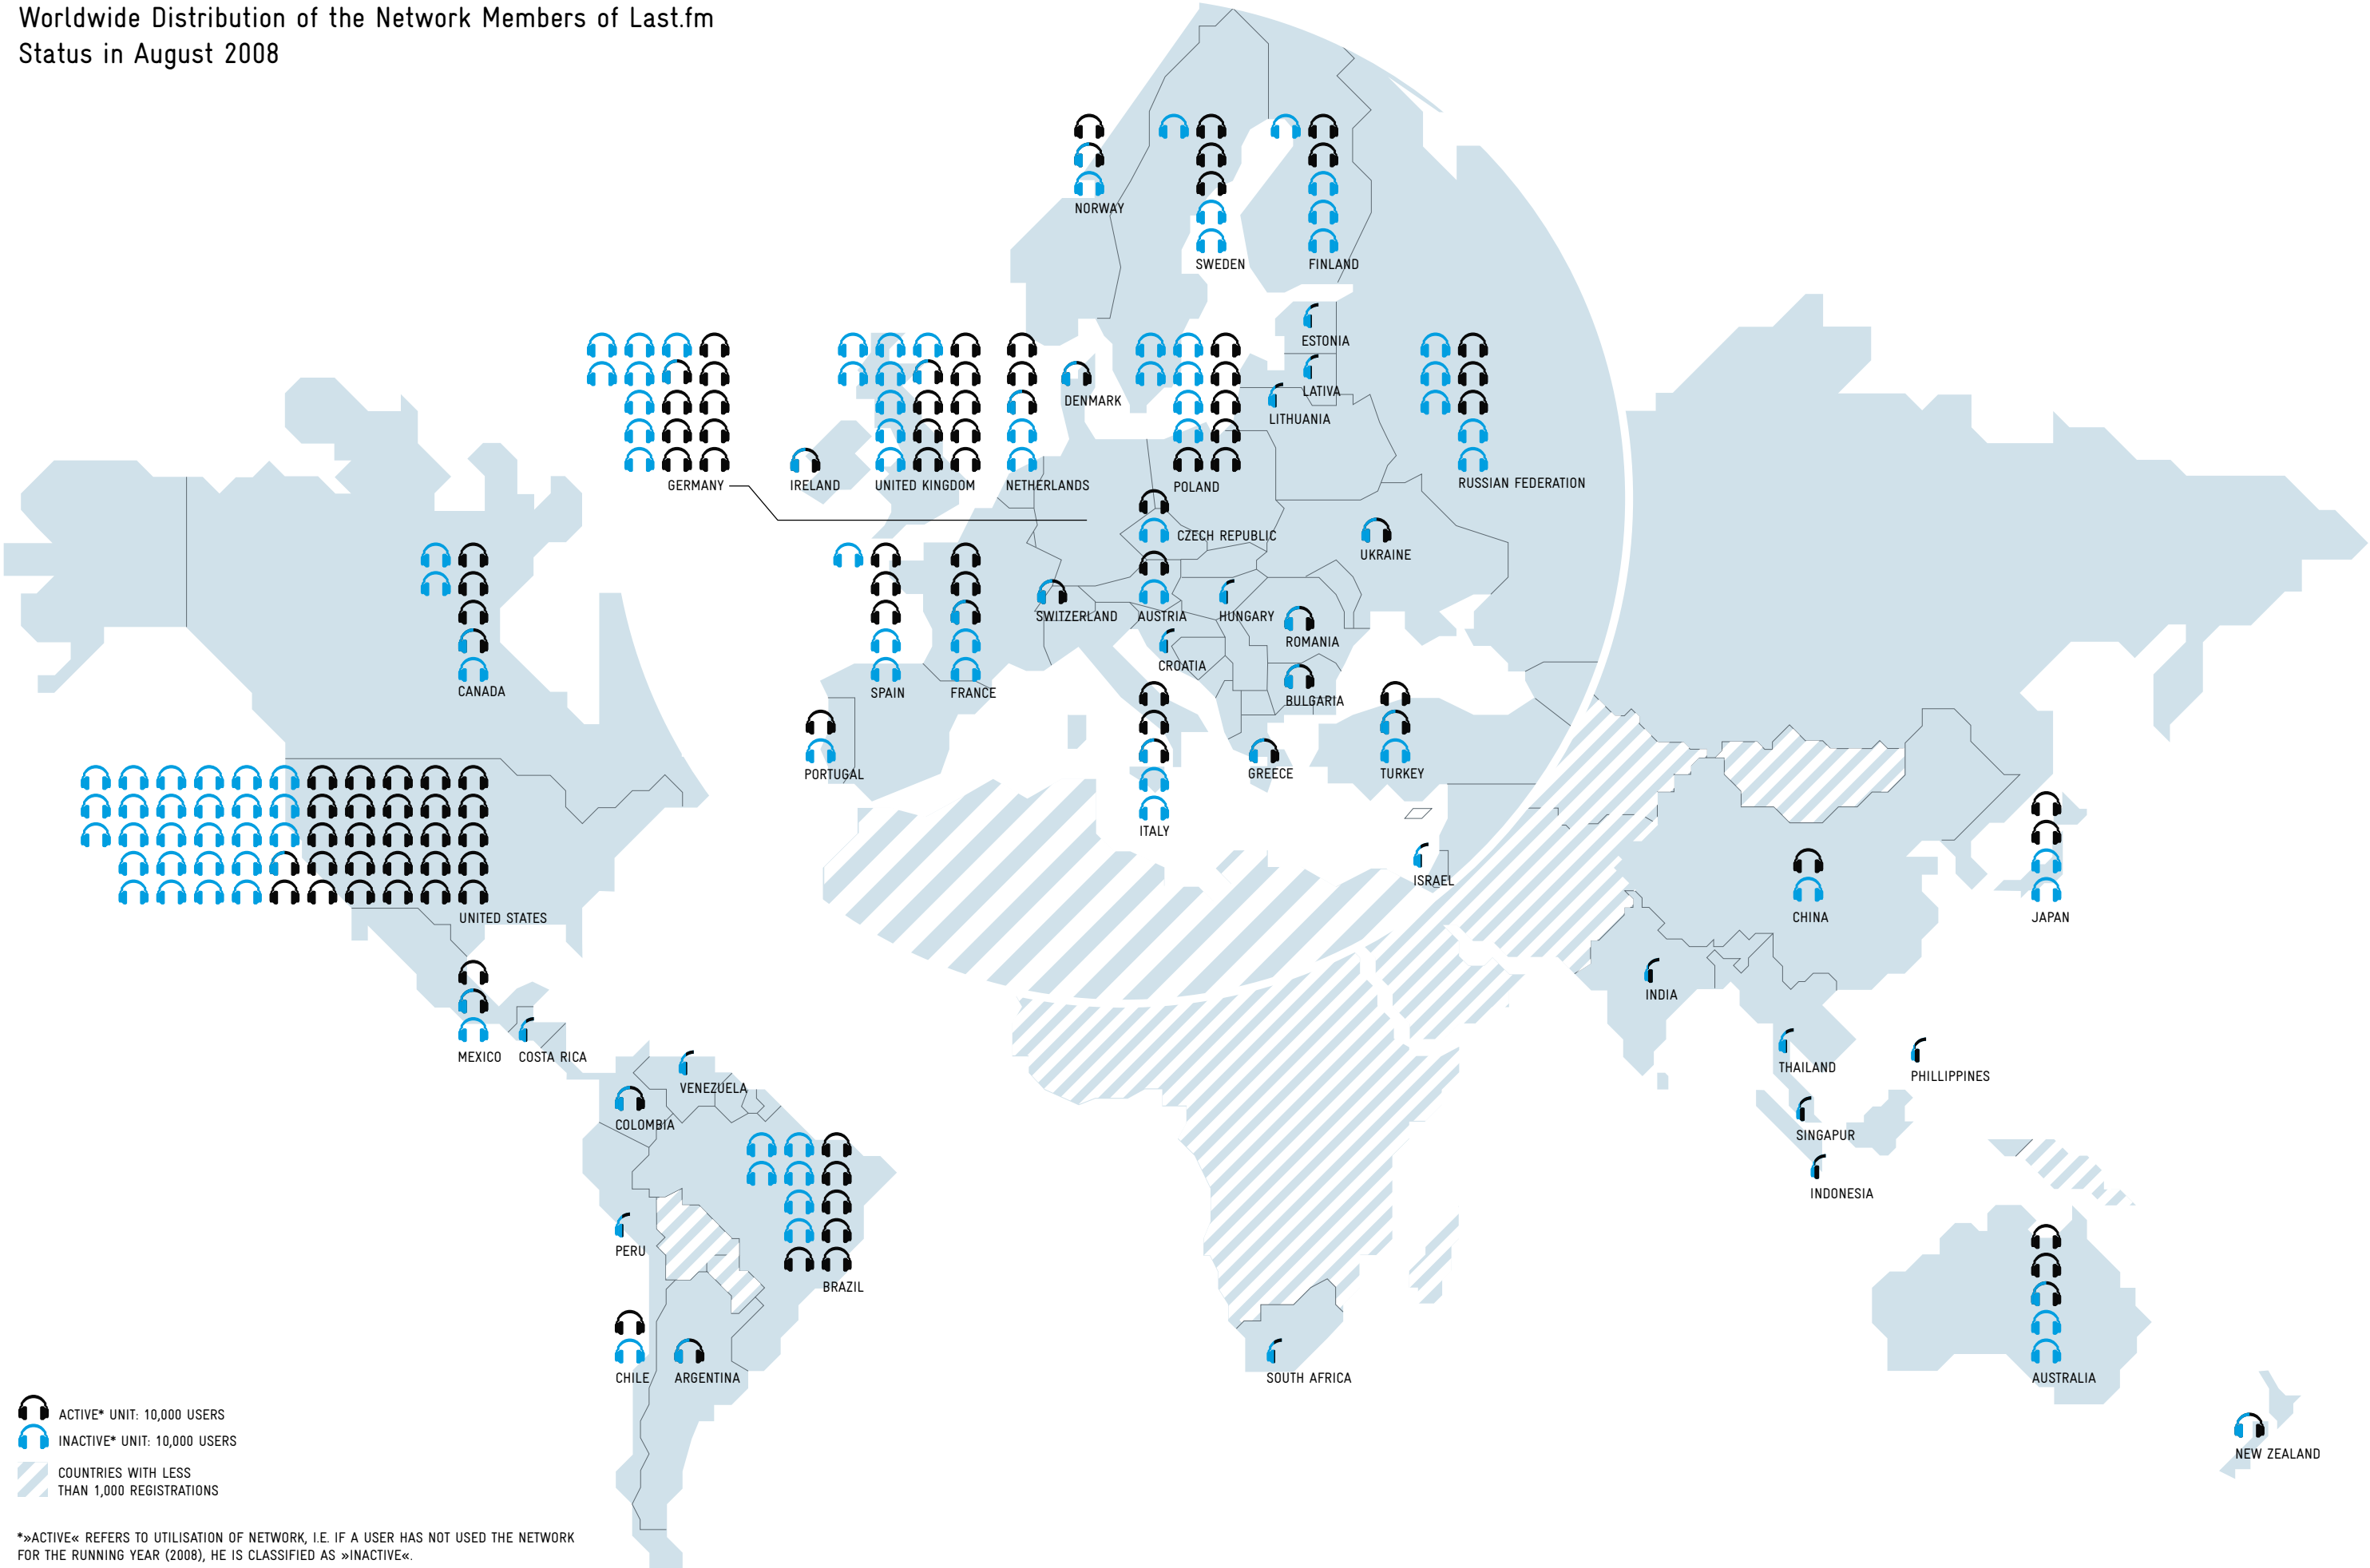 Worldwide Distribution of the Network Members of Last.fm
Status in August 2008
NORWAY
SWEDEN
FINLAND
ESTONIA
LATIVA
LITHUANIA
DENMARK
GERMANY
IRELAND
UNITED KINGDOM
NETHERLANDS
POLAND
RUSSIAN FEDERATION
CZECH REPUBLIC
UKRAINE
SWITZERLAND
AUSTRIA
HUNGARY
ROMANIA
CROATIA
CANADA
SPAIN
FRANCE
BULGARIA
PORTUGAL
GREECE
TURKEY
ITALY
ISRAEL
UNITED STATES
CHINA
JAPAN
INDIA
MEXICO
COSTA RICA
THAILAND
PHILLIPPINES
VENEZUELA
COLOMBIA
SINGAPUR
INDONESIA
PERU
BRAZIL
CHILE
ARGENTINA
SOUTH AFRICA
AUSTRALIA
NEW ZEALAND
ACTIVE* UNIT: 10,000 USERS
INACTIVE* UNIT: 10,000 USERS
COUNTRIES WITH LESS
THAN 1,000 REGISTRATIONS
*»ACTIVE« REFERS TO UTILISATION OF NETWORK, I.E. IF A USER HAS NOT USED THE NETWORK
FOR THE RUNNING YEAR (2008), HE IS CLASSIFIED AS »INACTIVE«.